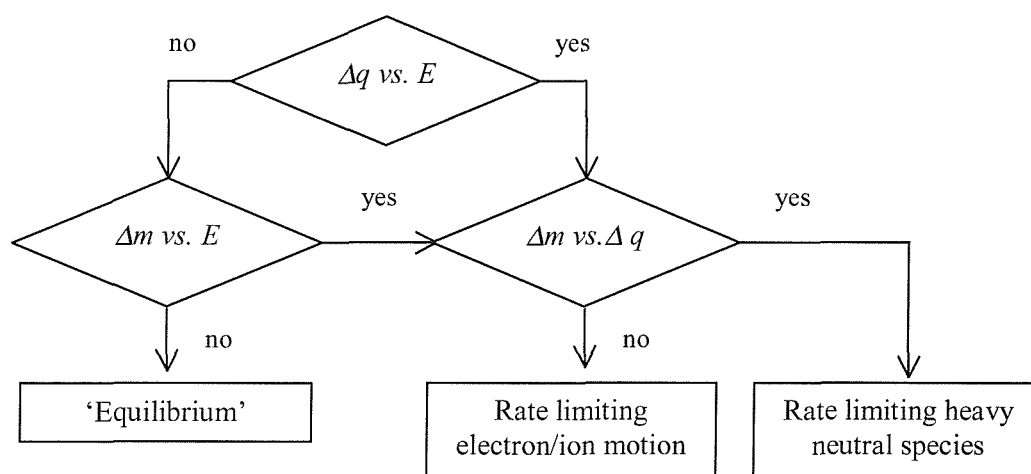 no
yes
Δq vs. E
yes
yes
Δm vs. E
Δm vs.Δ q
no
no
‘Equilibrium’
Rate limiting
electron/ion motion
Rate limiting heavy
neutral species